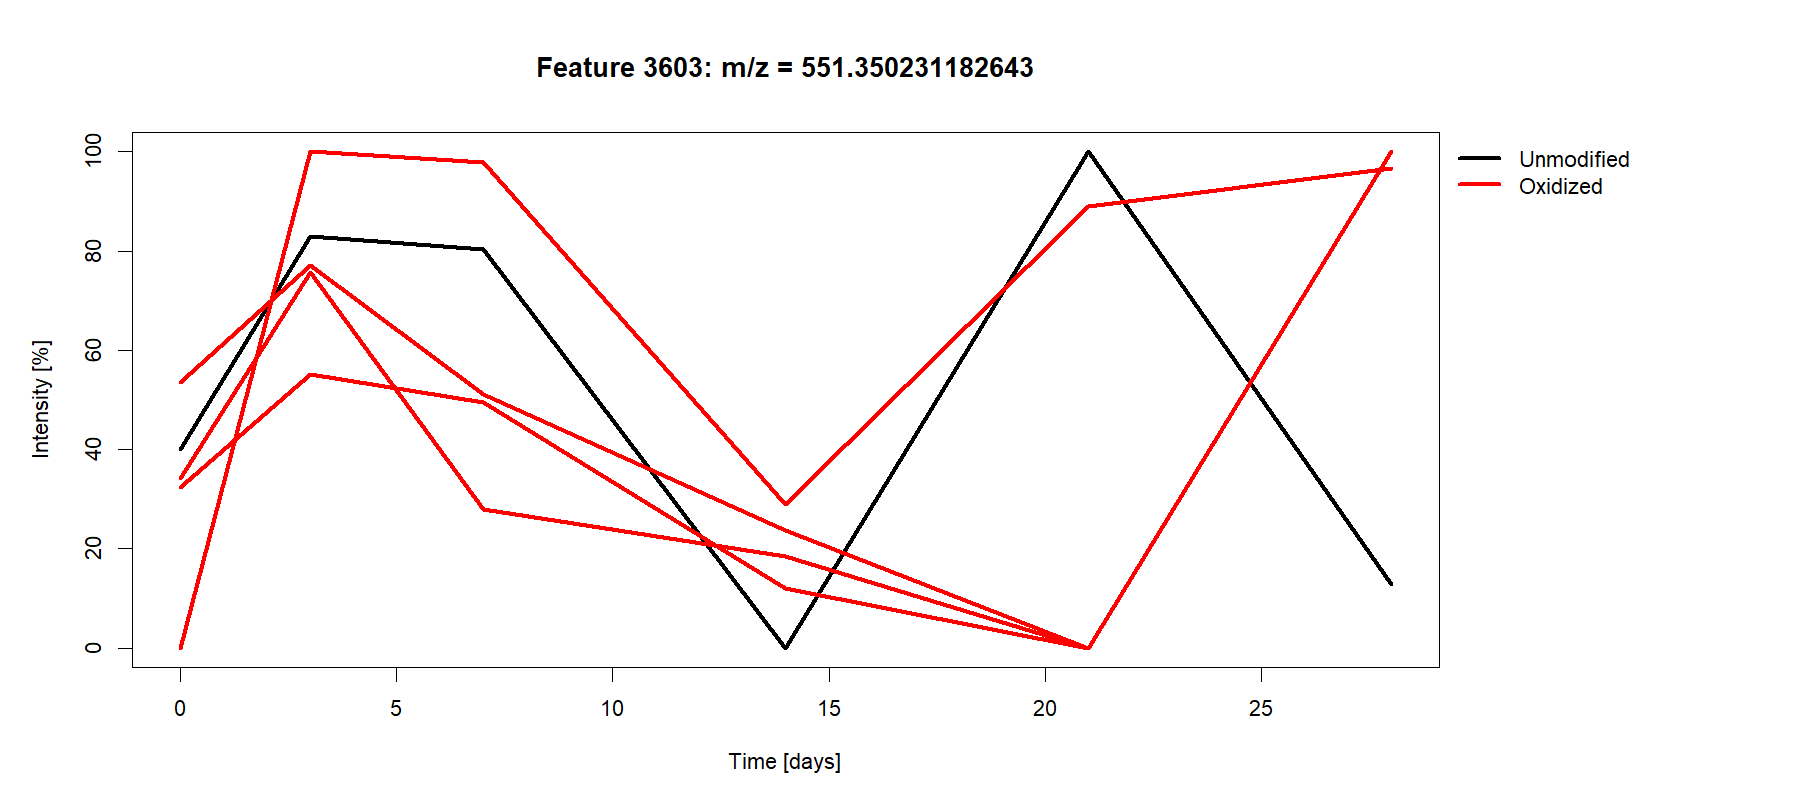 Feature 3603: m/z = 551.350231182643
Unmodified
Oxidized
Intensity [%]
100
80
60
40
20
0
0 5 10 15 20 25
Time [days]